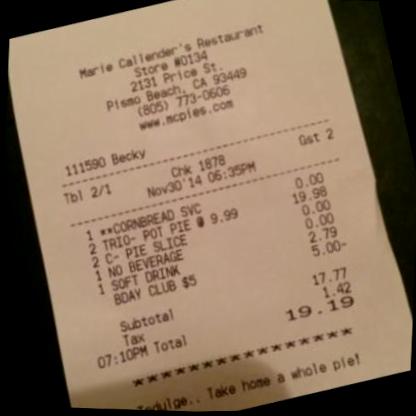 Marie Callender's Restaurant
Store #0134
2131 Price St.
Pismo Beach, CA 93449
(805) 773-0606
www.mcpies.com
111590 Becky
Tbl 2/1 Chk 1878 Gst 2
Nov30'14 06:35PM
1 **CORNBREAD SVC 0.00
2 TRIO- POT PIE @ 9.99 19.98
2 C- PIE SLICE 0.00
1 NO BEVERAGE 0.00
1 SOFT DRINK 2.79
BDAY CLUB $5 5.00-
Subtotal 17.77
Tax 1.42
07:10PM Total 19.19
****************
Indulge.. Take home a whole pie!